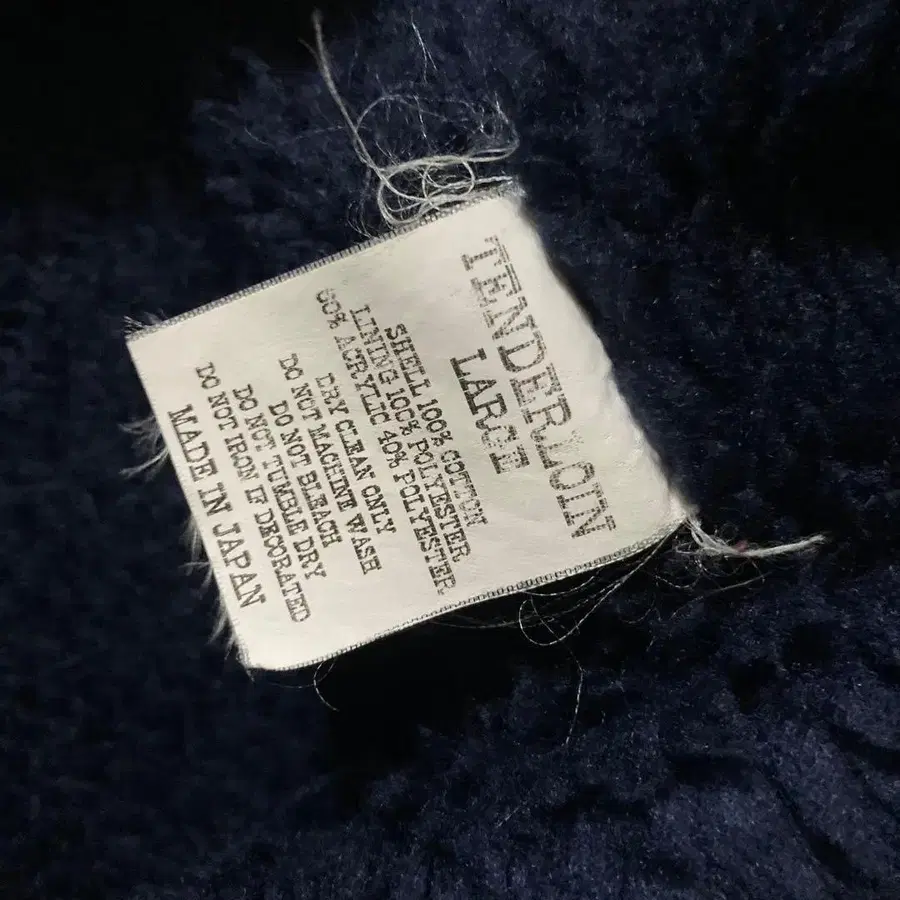 TENDERLOIN
LARGE
SHELL 100% COTTON
LINING 100% POLYESTER
60% ACRYLIC 40% POLYESTER
DRY CLEAN ONLY
DO NOT MACHINE WASH
DO NOT BLEACH
DO NOT TUMBLE DRY
DO NOT IRON IF DECORATED
MADE IN JAPAN